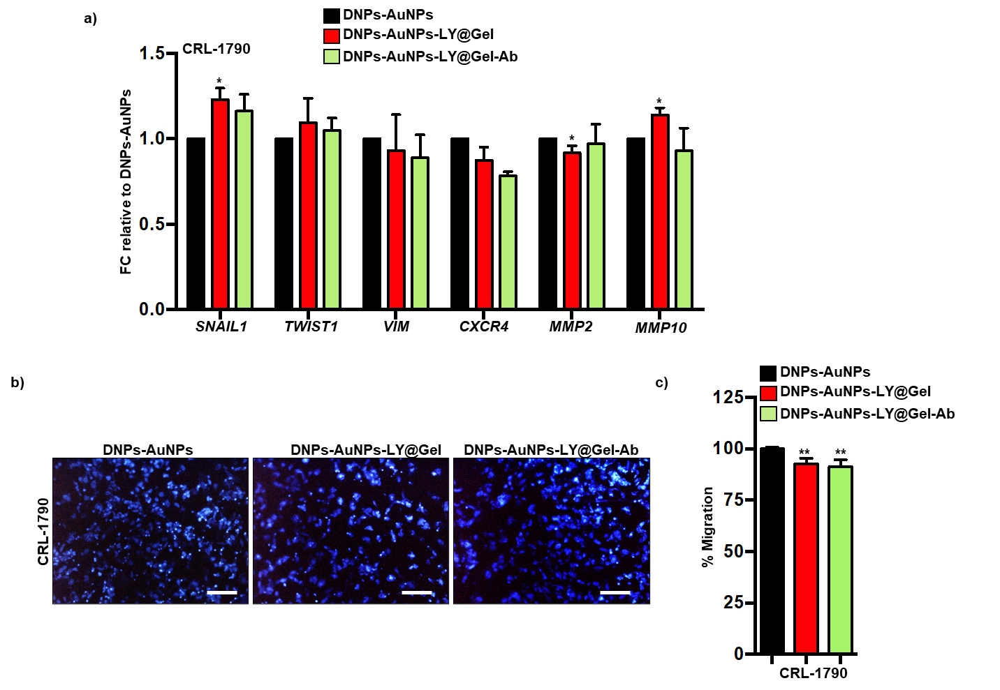 a)
DNPs-AuNPs
DNPs-AuNPs-LY@Gel
DNPs-AuNPs-LY@Gel-Ab
CRL-1790
FC relative to DNPs-AuNPs
1.5
1.0
0.5
0.0
*
*
*
SNAIL1 TWIST1 VIM CXCR4 MMP2 MMP10
b)
DNPs-AuNPs DNPs-AuNPs-LY@Gel DNPs-AuNPs-LY@Gel-Ab
CRL-1790
c)
DNPs-AuNPs
DNPs-AuNPs-LY@Gel
DNPs-AuNPs-LY@Gel-Ab
% Migration
125
100
75
50
25
0
** **
CRL-1790